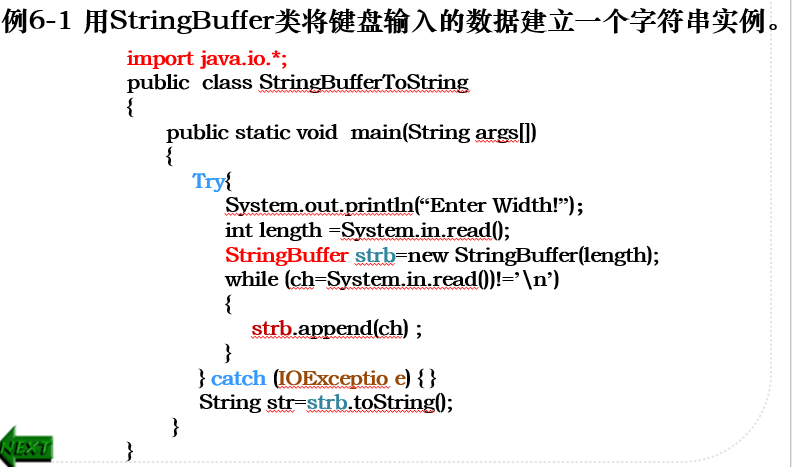 例6-1 用StringBuffer类将键盘输入的数据建立一个字符串实例。
import java.io.*;
public  class StringBufferToString
{
public static void  main(String args[])
{
Try{
System.out.println(“Enter Width!”);
int length =System.in.read();
StringBuffer strb=new StringBuffer(length);
while (ch=System.in.read())!=’\n’)
{
strb.append(ch) ;
}
} catch (IOExceptio e) { }
String str=strb.toString();
}
}
NEXT